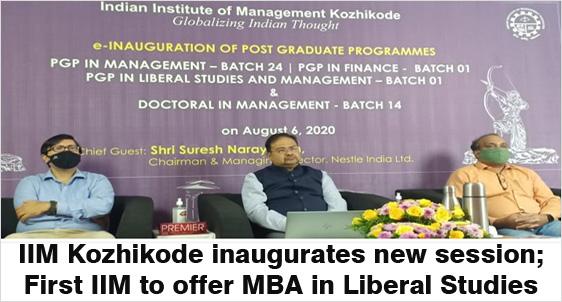 Indian Institute of Management Kozhikode
Globalizing Indian Thought
e-INAUGURATION OF POST GRADUATE PROGRAMMES
PGP IN MANAGEMENT – BATCH 24 | PGP IN FINANCE - BATCH 01
PGP IN LIBERAL STUDIES AND MANAGEMENT – BATCH 01
&
DOCTORAL IN MANAGEMENT - BATCH 14
on August 6, 2020
Chief Guest: Shri Suresh
Chairman & Managing Director, Nestle India Ltd.
PREMIER
IIM Kozhikode inaugurates new session;
First IIM to offer MBA in Liberal Studies